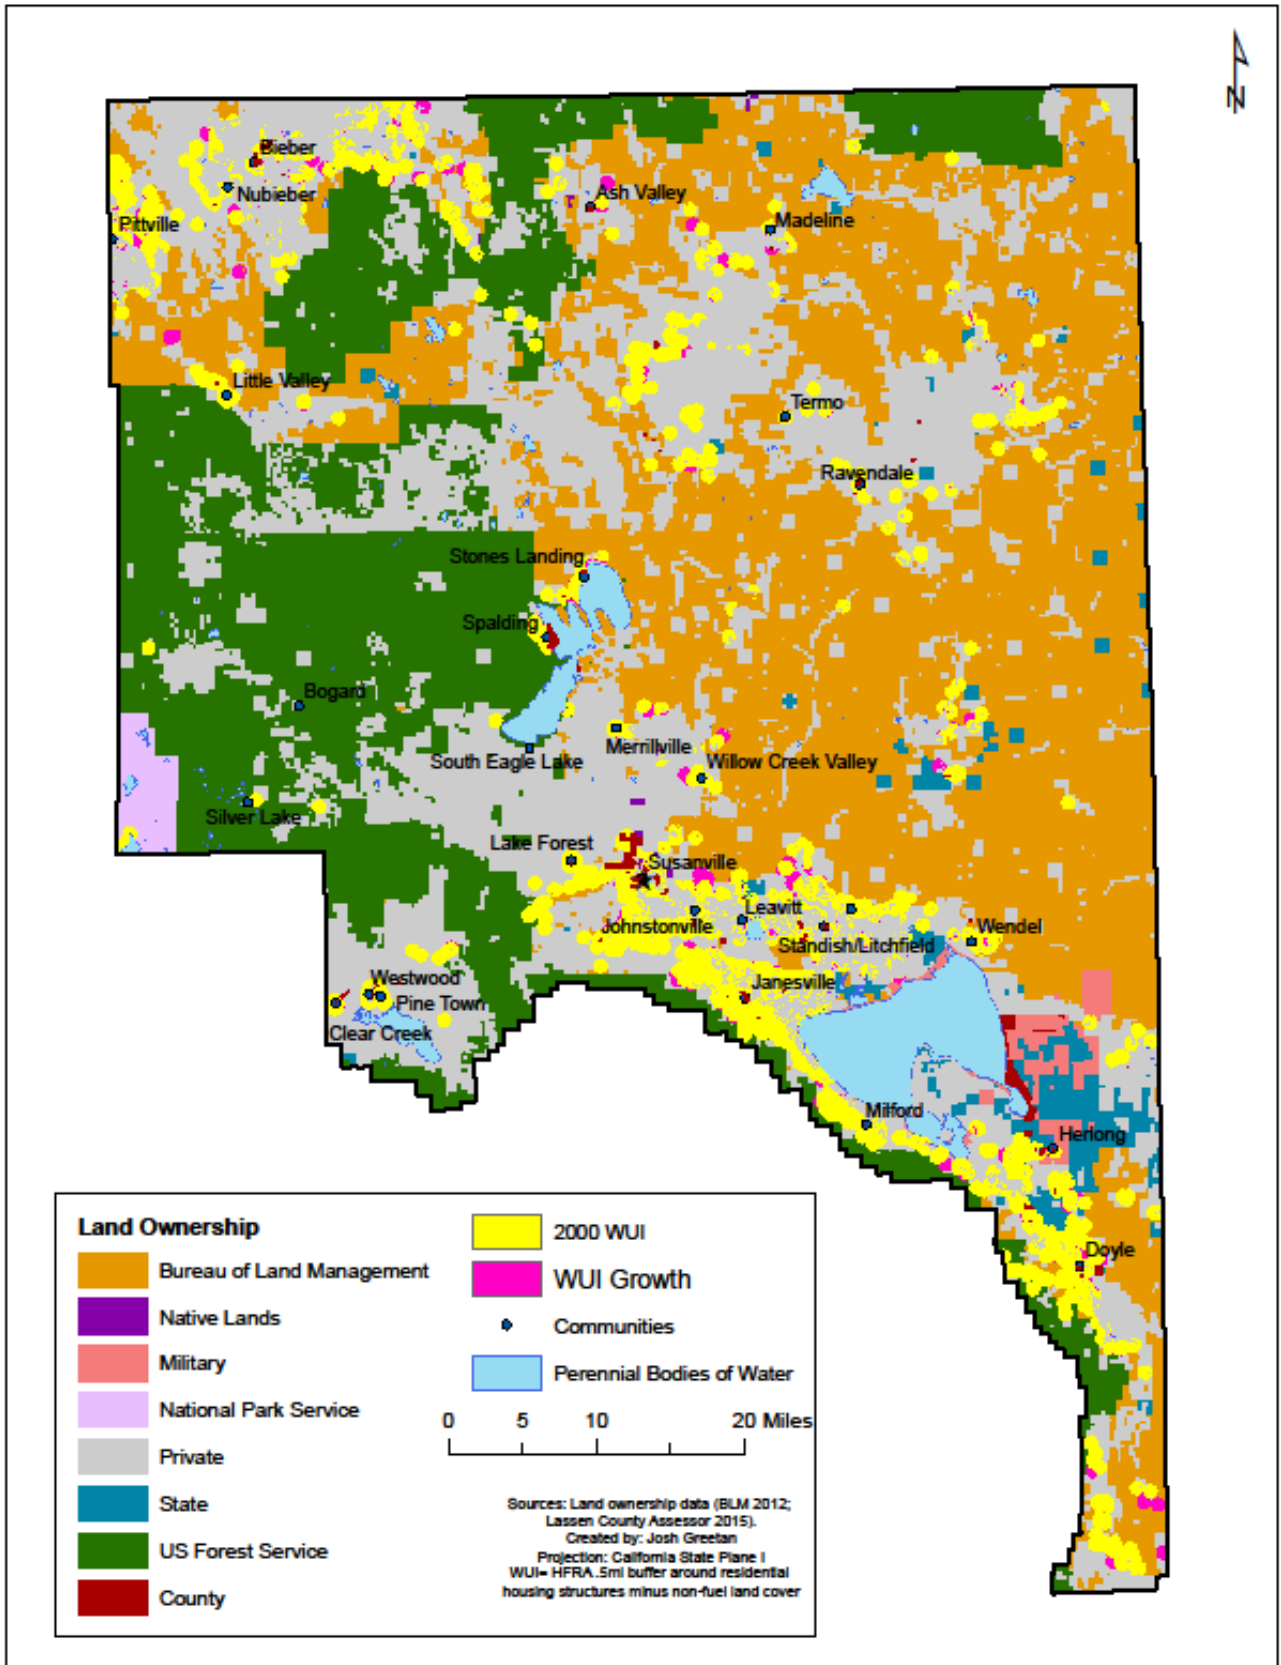 N
Bieber
Nubieber
Ash Valley
Pittville
Madeline
Little Valley
Termo
Ravendale
Stones Landing
Spalding
Bogard
Merrillville
South Eagle Lake
Willow Creek Valley
Silver Lake
Lake Forest
Susanville
Leavitt
Johnstonville
Standish/Litchfield
Wendel
Westwood
Janesville
Pine Town
Clear Creek
Milford
Herlong
Doyle
Land Ownership
Bureau of Land Management
Native Lands
Military
National Park Service
Private
State
US Forest Service
County
2000 WUI
WUI Growth
Communities
Perennial Bodies of Water
0 5 10 20 Miles
Sources: Land ownership data (BLM 2012;
Lassen County Assessor 2015).
Created by: Josh Greetan
Projection: California State Plane I
WUI= HFRA .5mi buffer around residential
housing structures minus non-fuel land cover